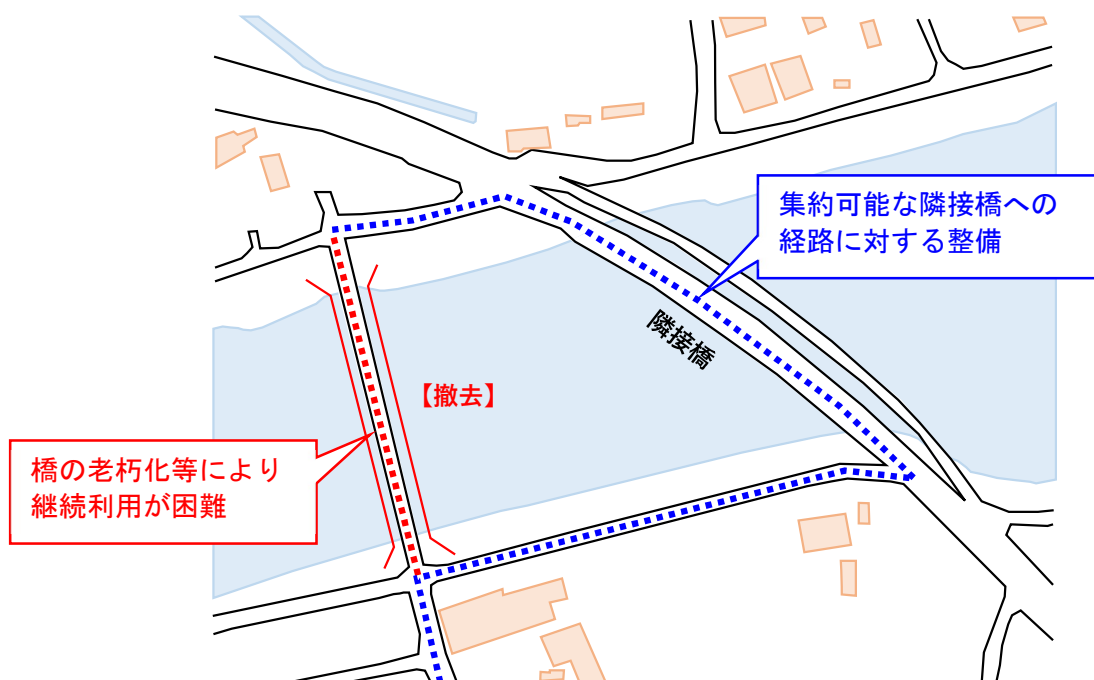 集約可能な隣接橋への
経路に対する整備
隣接橋
【撤去】
橋の老朽化等により
継続利用が困難